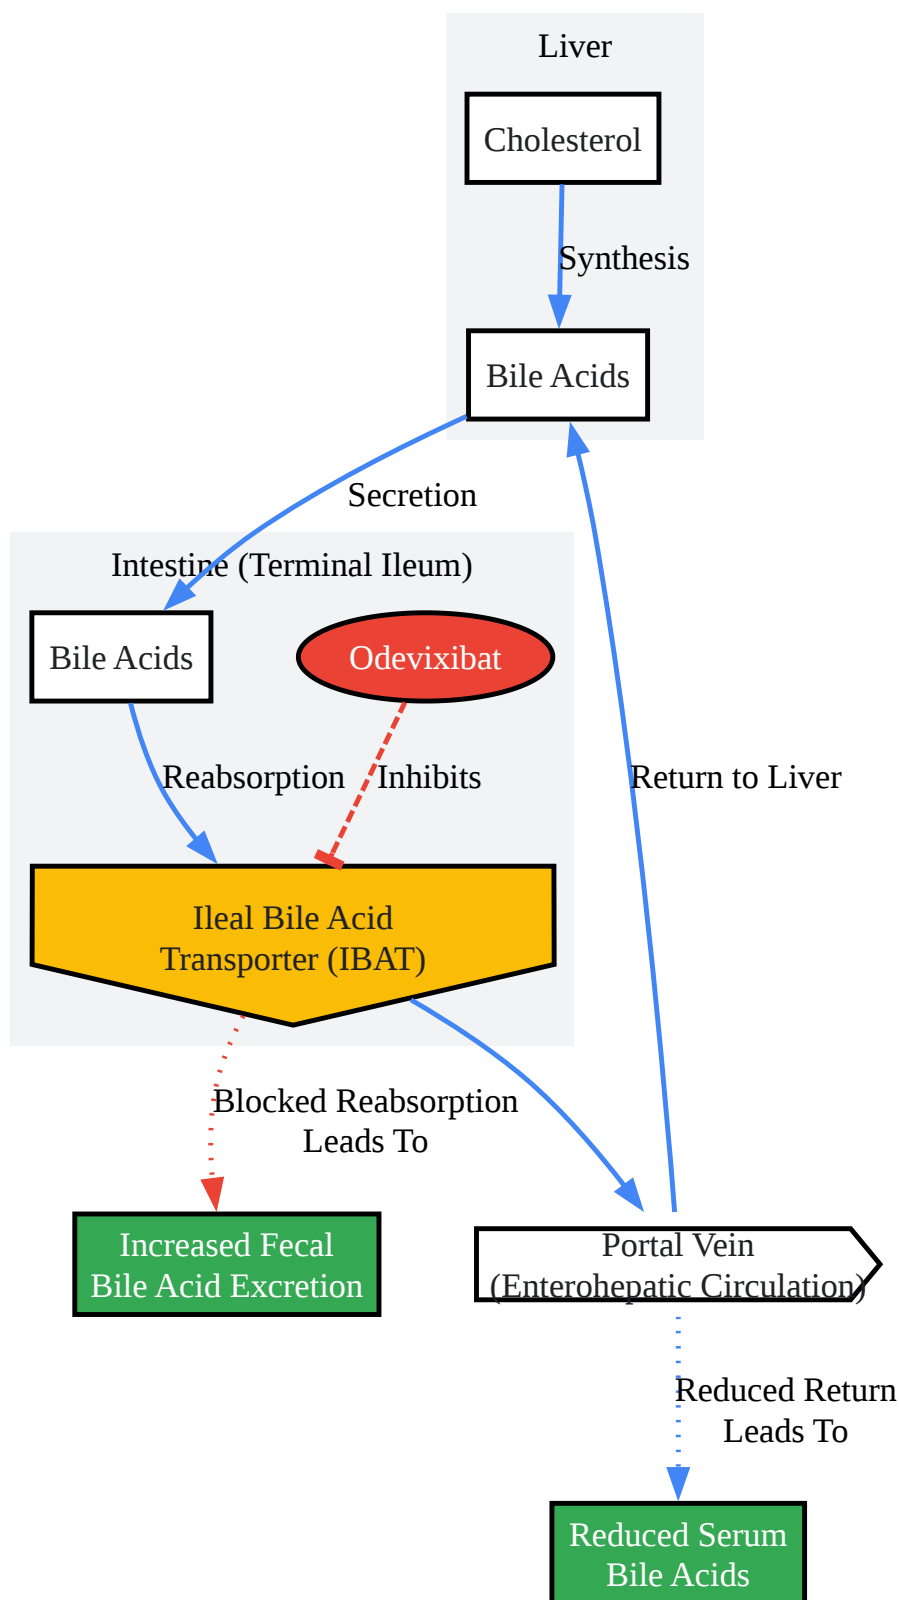 Liver
Cholesterol
Synthesis
Bile Acids
Secretion
Intestine (Terminal Ileum)
Bile Acids
Odevixibat
Reabsorption
Inhibits
Return to Liver
Ileal Bile Acid
Transporter (IBAT)
Blocked Reabsorption
Leads To
Increased Fecal
Bile Acid Excretion
Portal Vein
(Enterohepatic Circulation)
Reduced Return
Leads To
Reduced Serum
Bile Acids